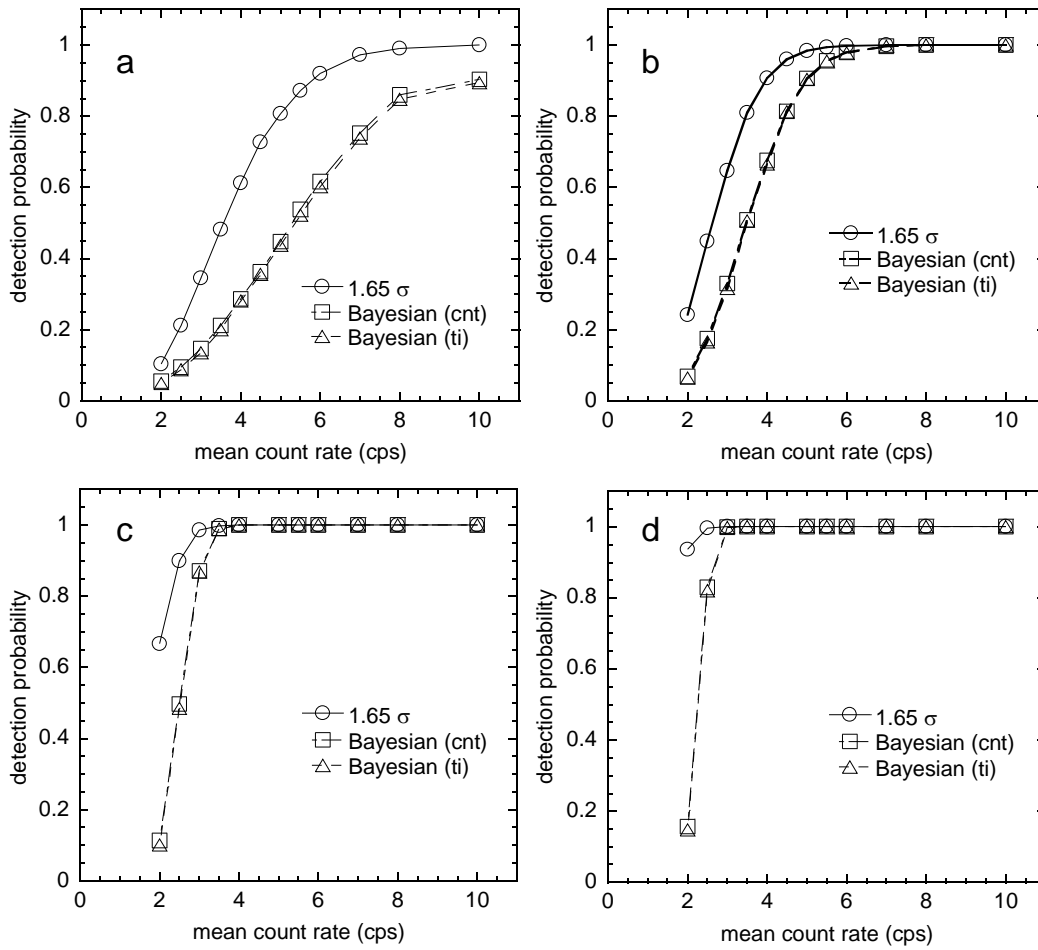 a
detection probability
1
0.8
0.6
0.4
0.2
0
1.65 σ
Bayesian (cnt)
Bayesian (ti)
0 2 4 6 8 10
mean count rate (cps)
b
detection probability
1
0.8
0.6
0.4
0.2
0
1.65 σ
Bayesian (cnt)
Bayesian (ti)
0 2 4 6 8 10
mean count rate (cps)
c
detection probability
1
0.8
0.6
0.4
0.2
0
1.65 σ
Bayesian (cnt)
Bayesian (ti)
0 2 4 6 8 10
mean count rate (cps)
d
detection probability
1
0.8
0.6
0.4
0.2
0
1.65 σ
Bayesian (cnt)
Bayesian (ti)
0 2 4 6 8 10
mean count rate (cps)